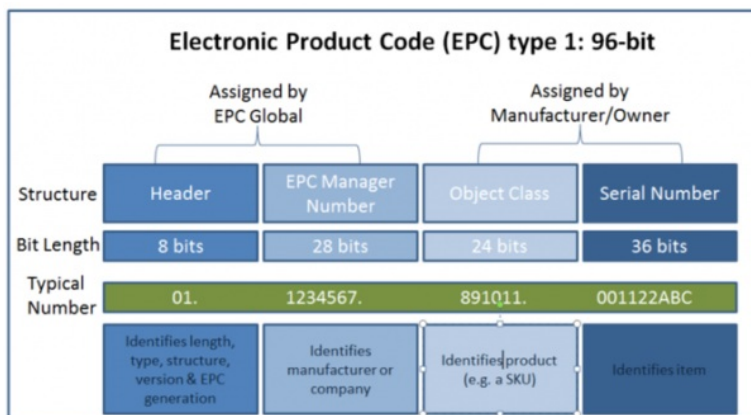 Electronic Product Code (EPC) type 1: 96-bit
Assigned by
EPC Global
Assigned by
Manufacturer/Owner
Structure
Header
EPC Manager
Number
Object Class
Serial Number
Bit Length
8 bits
28 bits
24 bits
36 bits
Typical
Number
01.
1234567.
891011.
001122ABC
Identifies length,
type, structure,
version & EPC
generation
Identifies
manufacturer or
company
Identifies product
(e.g. a SKU)
Identifies item